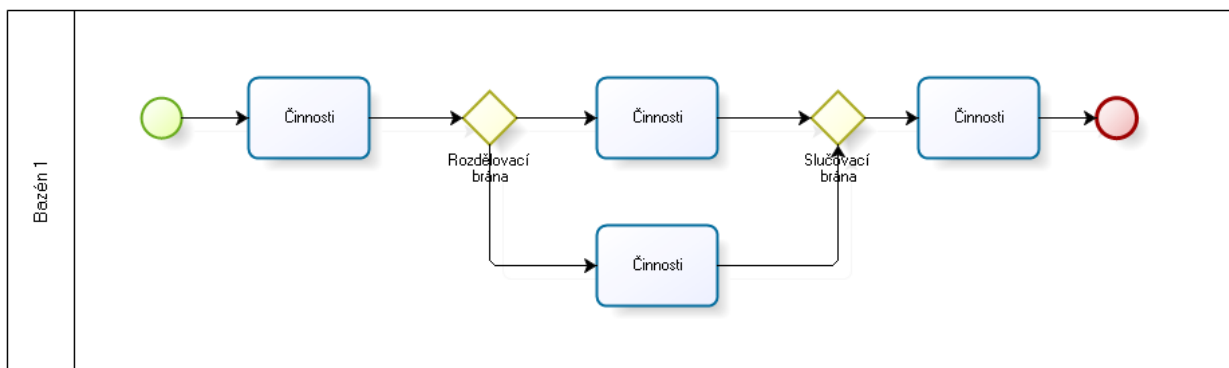 Bazén 1
Činnosti
Rozdělovací
brána
Činnosti
Činnosti
Slučovací
brána
Činnosti